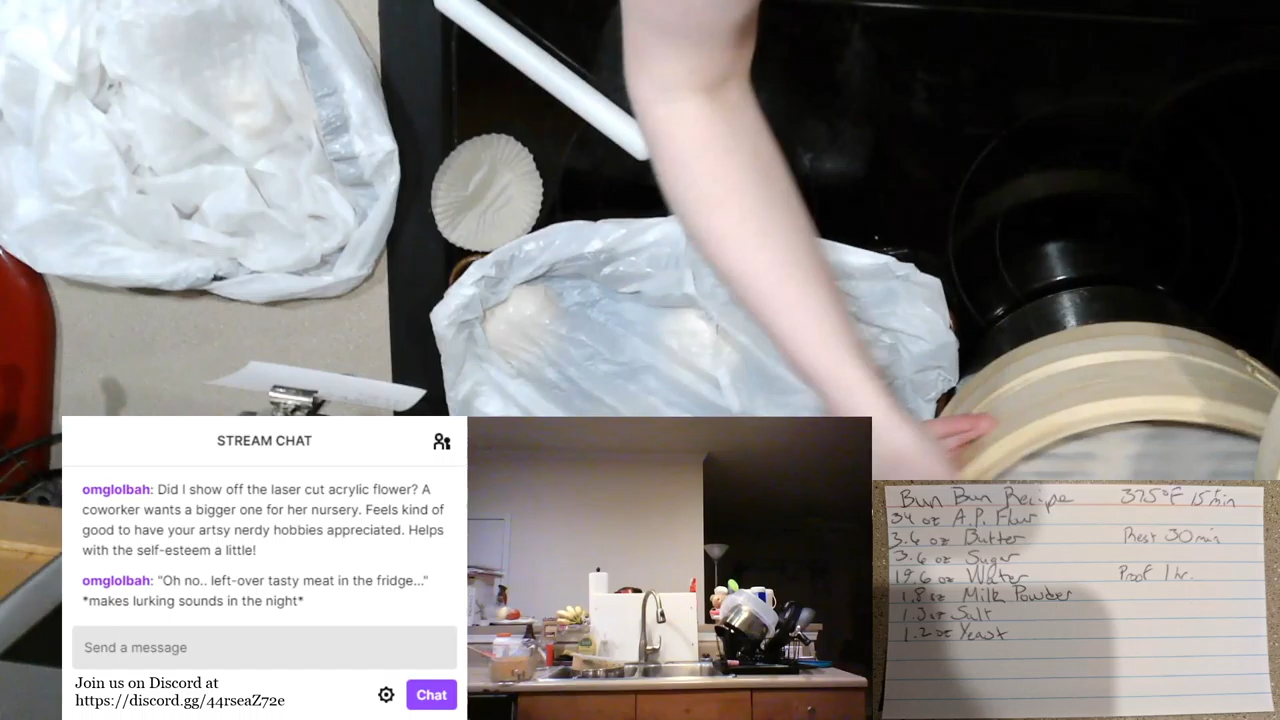 STREAM CHAT
omglolbah: Did I show off the laser cut acrylic flower? A
coworker wants a bigger one for her nursery. Feels kind of
good to have your artsy nerdy hobbies appreciated. Helps
with the self-esteem a little!
omglolbah: "Oh no.. left-over tasty meat in the fridge..."
*makes lurking sounds in the night*
Send a message
Join us on Discord at
https://discord.gg/44rseaZ72e
Chat
Bun Bun Recipe 375°F 15 min
34 oz A.P. Flour
3.6 oz Butter Rest 30 min
3.6 oz Sugar
19.6 oz Water Proof 1 hr.
1.8 oz Milk Powder
Salt
1.2 oz Yeast